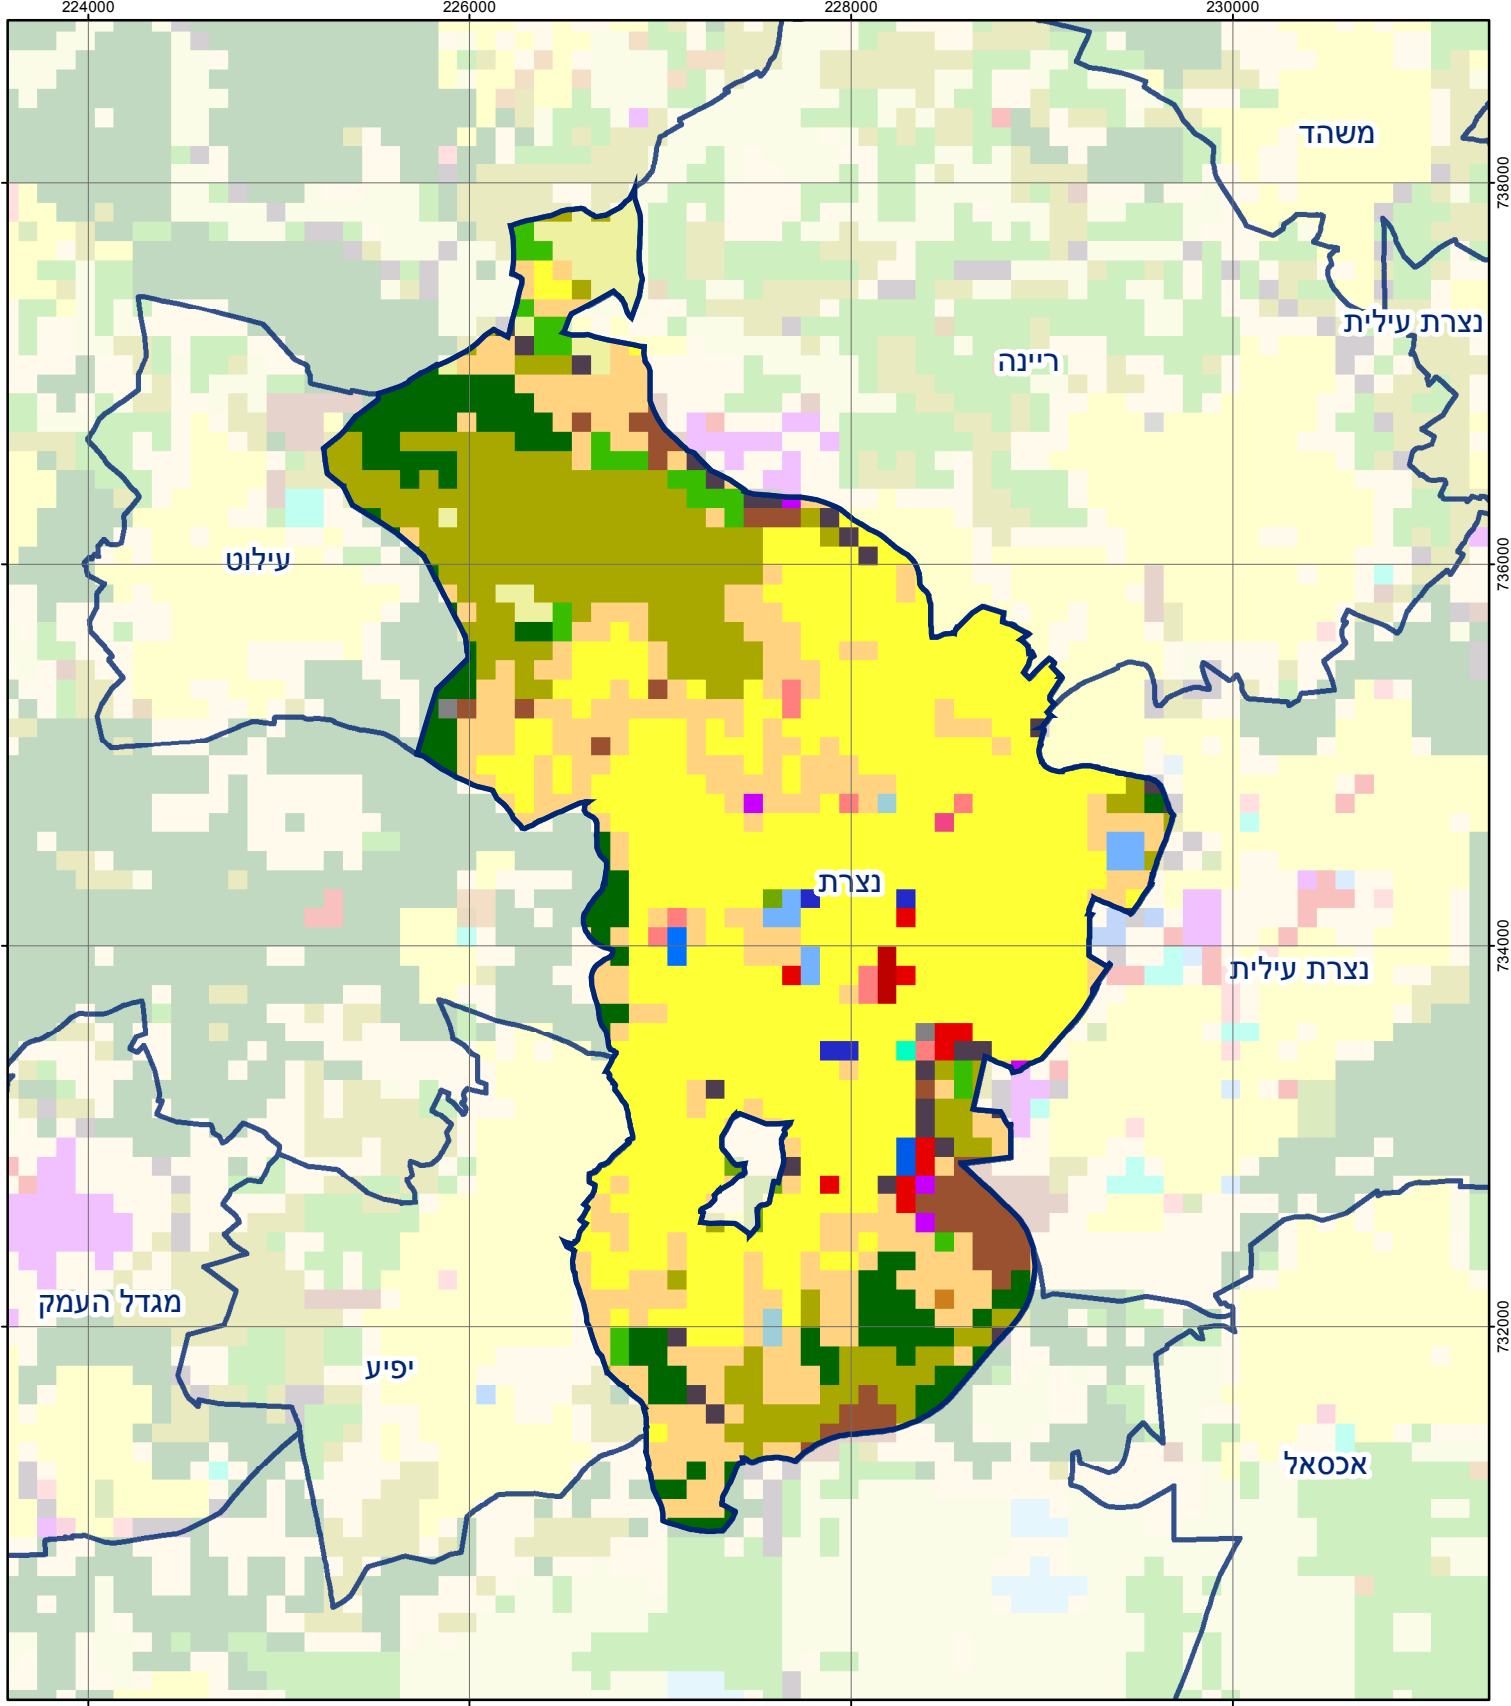 224000
226000
228000
230000
משהד
738000
נצרת עילית
ריינה
עילוט
736000
נצרת
734000
נצרת עילית
מגדל העמק
732000
יפיע
אכסאל